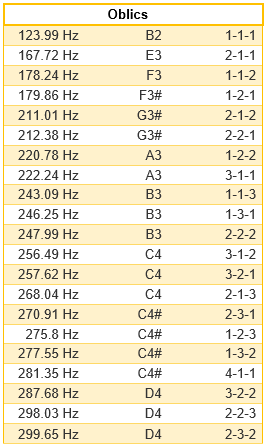 Oblics
123.99 Hz B2 1-1-1
167.72 Hz E3 2-1-1
178.24 Hz F3 1-1-2
179.86 Hz F3# 1-2-1
211.01 Hz G3# 2-1-2
212.38 Hz G3# 2-2-1
220.78 Hz A3 1-2-2
222.24 Hz A3 3-1-1
243.09 Hz B3 1-1-3
246.25 Hz B3 1-3-1
247.99 Hz B3 2-2-2
256.49 Hz C4 3-1-2
257.62 Hz C4 3-2-1
268.04 Hz C4 2-1-3
270.91 Hz C4# 2-3-1
275.8 Hz C4# 1-2-3
277.55 Hz C4# 1-3-2
281.35 Hz C4# 4-1-1
287.68 Hz D4 3-2-2
298.03 Hz D4 2-2-3
299.65 Hz D4 2-3-2